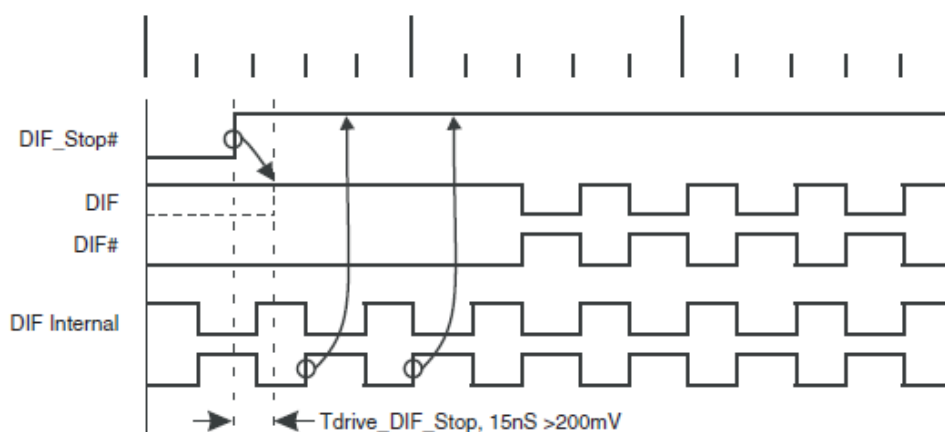 DIF_Stop#
DIF
DIF#
DIF Internal
Tdrive_DIF_Stop, 15nS >200mV